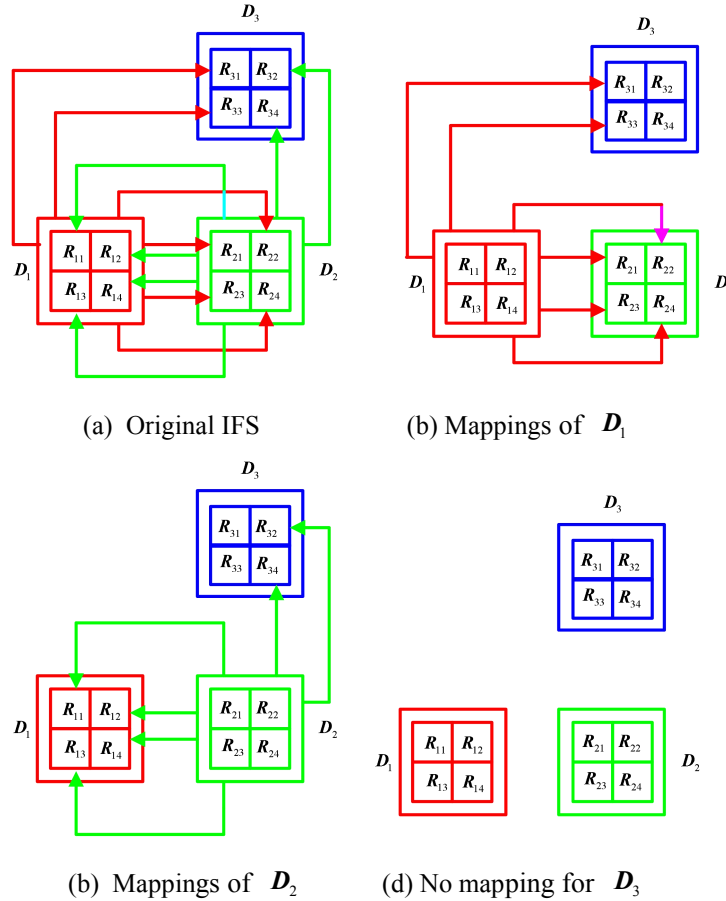 D₃ D₃
R₃₁ R₃₂ R₃₁ R₃₂
R₃₃ R₃₄ R₃₃ R₃₄
R₁₁ R₁₂ R₂₁ R₂₂ R₁₁ R₁₂ R₂₁ R₂₂
D₁ D₂ D₁ D
R₁₃ R₁₄ R₂₃ R₂₄ R₁₃ R₁₄ R₂₃ R₂₄
(a) Original IFS (b) Mappings of D₁
D₃
R₃₁ R₃₂ D₃
R₃₃ R₃₄ R₃₁ R₃₂
R₃₃ R₃₄
R₁₁ R₁₂ R₂₁ R₂₂
D₁ D₂
R₁₃ R₁₄ R₂₃ R₂₄
R₁₁ R₁₂ R₂₁ R₂₂
D₁ D₂
R₁₃ R₁₄ R₂₃ R₂₄
(b) Mappings of D₂ (d) No mapping for D₃